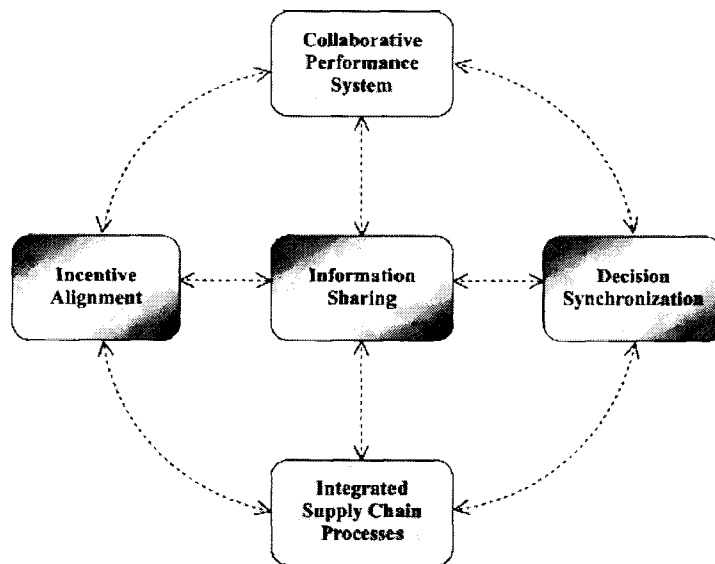 Collaborative
Performance
System
Incentive
Alignment
Information
Sharing
Decision
Synchronization
Integrated
Supply Chain
Processes